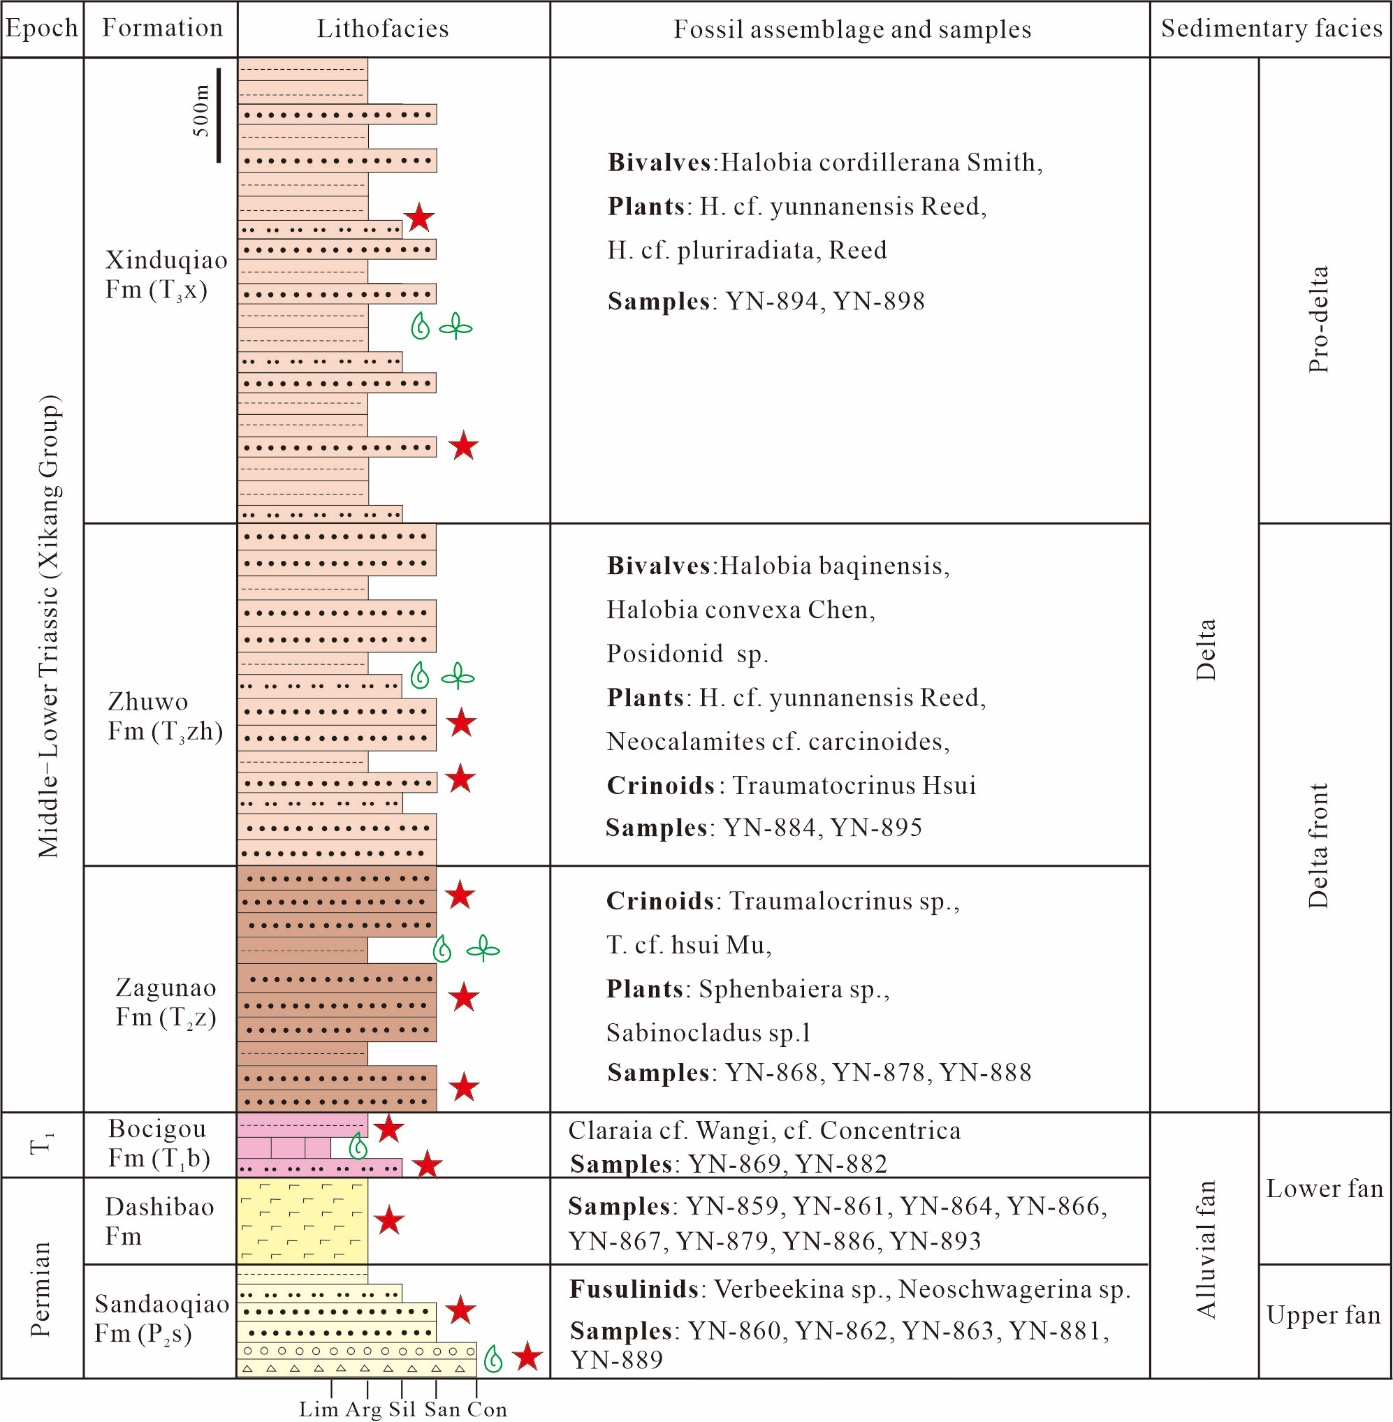 Epoch
Formation
Lithofacies
Fossil assemblage and samples
Sedimentary facies
500m
Middle-Lower Triassic (Xikang Group)
Xinduqiao
Fm (T₃x)
Bivalves:Halobia cordillerana Smith,
Plants: H. cf. yunnanensis Reed,
H. cf. pluriradiata, Reed
Samples: YN-894, YN-898
Delta
Pro-delta
Zhuwo
Fm (T₃zh)
Bivalves:Halobia baqinensis,
Halobia convexa Chen,
Posidonid sp.
Plants: H. cf. yunnanensis Reed,
Neocalamites cf. carcinoides,
Crinoids: Traumatocrinus Hsui
Samples: YN-884, YN-895
Delta front
Zagunao
Fm (T₂z)
Crinoids: Traumalocrinus sp.,
T. cf. hsui Mu,
Plants: Sphenbaiera sp.,
Sabinocladus sp.l
Samples: YN-868, YN-878, YN-888
T₁
Bocigou
Fm (T₁b)
Claraia cf. Wangi, cf. Concentrica
Samples: YN-869, YN-882
Alluvial fan
Lower fan
Permian
Dashibao
Fm
Samples: YN-859, YN-861, YN-864, YN-866,
YN-867, YN-879, YN-886, YN-893
Sandaoqiao
Fm (P₂s)
Fusulinids: Verbeekina sp., Neoschwagerina sp.
Samples: YN-860, YN-862, YN-863, YN-881,
YN-889
Upper fan
Lim Arg Sil San Con